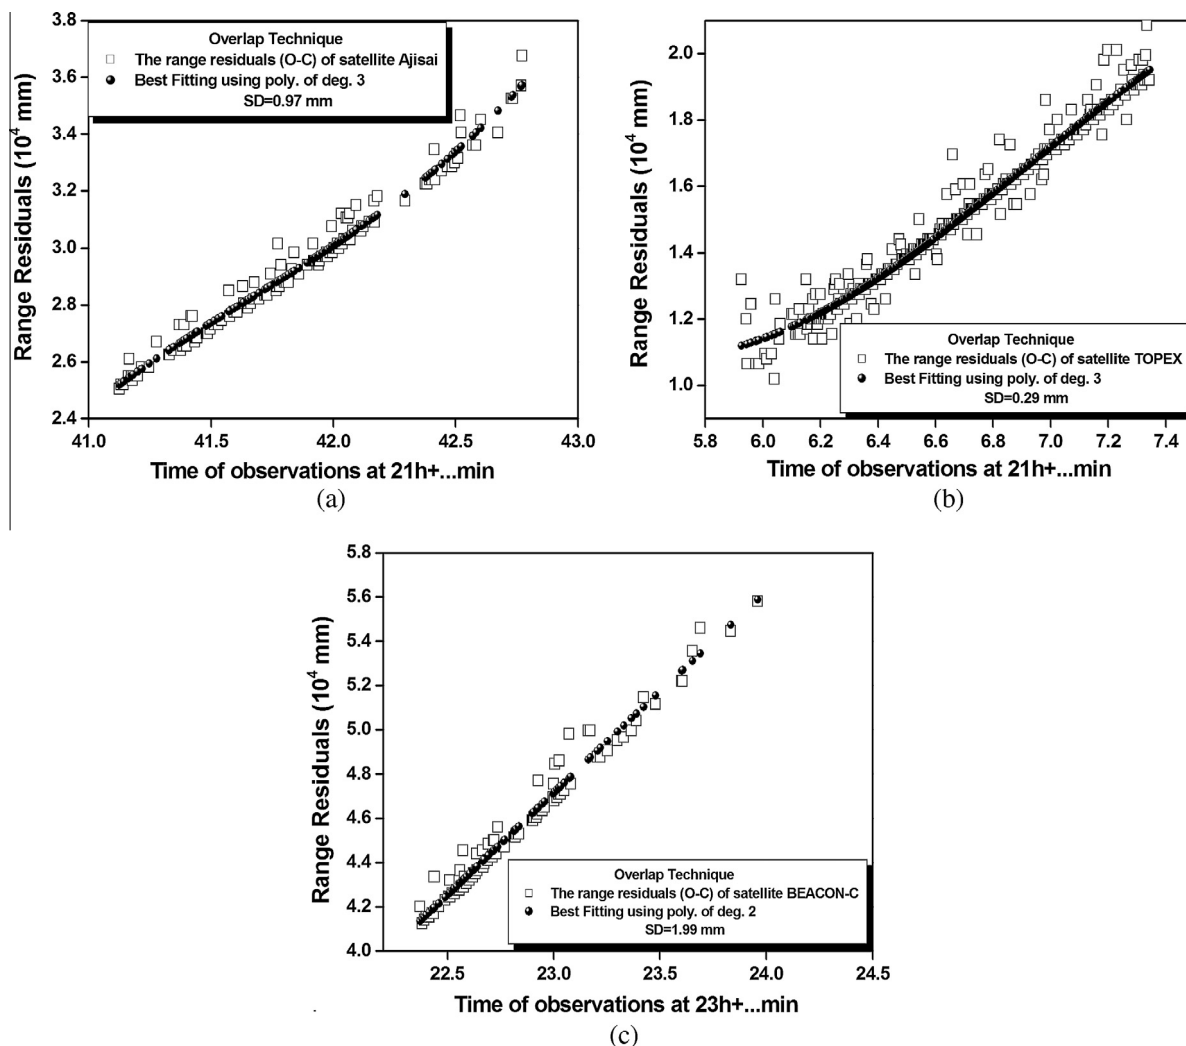 Overlap Technique
The range residuals (O-C) of satellite Ajisai
Best Fitting using poly. of deg. 3
SD=0.97 mm
3.8
3.6
3.4
3.2
3.0
2.8
2.6
2.4
Range Residuals (10⁴ mm)
41.0 41.5 42.0 42.5 43.0
Time of observations at 21h+...min
(a)
2.0
1.8
1.6
1.4
1.2
1.0
Range Residuals (10⁴ mm)
Overlap Technique
The range residuals (O-C) of satellite TOPEX
Best Fitting using poly. of deg. 3
SD=0.29 mm
5.8 6.0 6.2 6.4 6.6 6.8 7.0 7.2 7.4
Time of observations at 21h+...min
(b)
5.8
5.6
5.4
5.2
5.0
4.8
4.6
4.4
4.2
4.0
Range Residuals (10⁴ mm)
Overlap Technique
The range residuals (O-C) of satellite BEACON-C
Best Fitting using poly. of deg. 2
SD=1.99 mm
22.5 23.0 23.5 24.0 24.5
Time of observations at 23h+...min
(c)